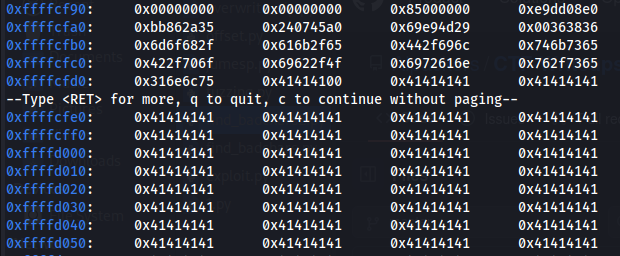 0xffffcf90: 0x00000000 0x00000000 0x85000000 0xe9dd08e0
0xffffcfa0: 0xbb862a35 0x240745a0 0x69e94d29 0x00363836
0xffffcfb0: 0x6d6f682f 0x616b2f65 0x442f696c 0x746b7365
0xffffcfc0: 0x422f706f 0x69622f4f 0x6972616e 0x762f7365
0xffffcfd0: 0x316e6c75 0x41414100 0x41414141 0x41414141
--Type <RET> for more, q to quit, c to continue without paging--
0xffffcfe0: 0x41414141 0x41414141 0x41414141 0x41414141
0xffffcff0: 0x41414141 0x41414141 0x41414141 0x41414141
0xffffd000: 0x41414141 0x41414141 0x41414141 0x41414141
0xffffd010: 0x41414141 0x41414141 0x41414141 0x41414141
0xffffd020: 0x41414141 0x41414141 0x41414141 0x41414141
0xffffd030: 0x41414141 0x41414141 0x41414141 0x41414141
0xffffd040: 0x41414141 0x41414141 0x41414141 0x41414141
0xffffd050: 0x41414141 0x41414141 0x41414141 0x41414141